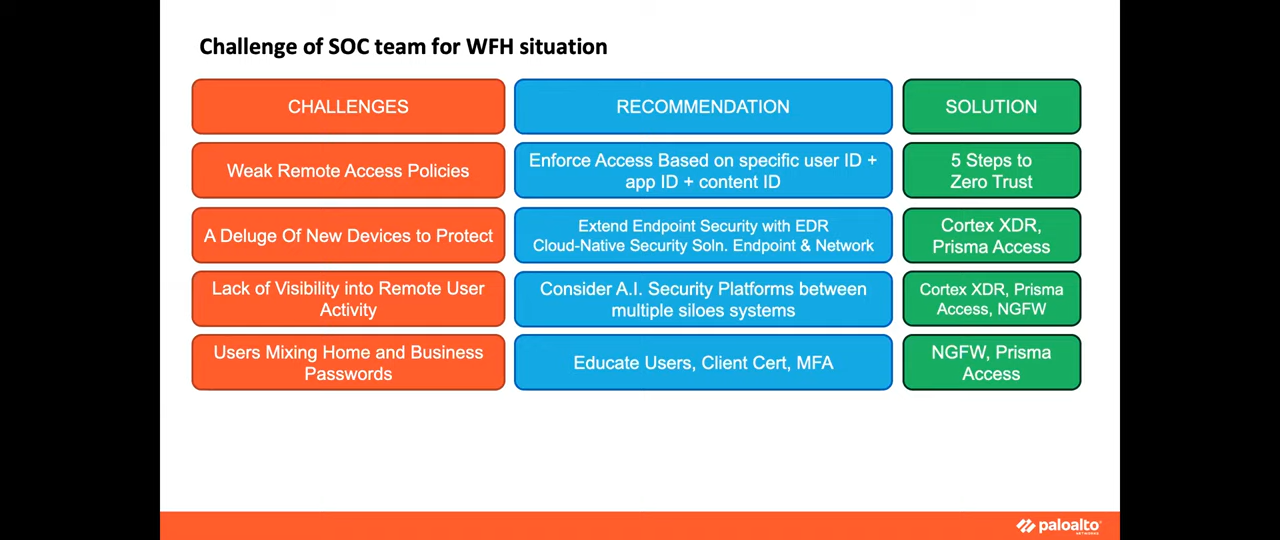 Challenge of SOC team for WFH situation
CHALLENGES
RECOMMENDATION
SOLUTION
Weak Remote Access Policies
Enforce Access Based on specific user ID +
app ID + content ID
5 Steps to
Zero Trust
A Deluge Of New Devices to Protect
Extend Endpoint Security with EDR
Cloud-Native Security Soln. Endpoint & Network
Cortex XDR,
Prisma Access
Lack of Visibility into Remote User
Activity
Consider A.I. Security Platforms between
multiple siloes systems
Cortex XDR, Prisma
Access, NGFW
Users Mixing Home and Business
Passwords
Educate Users, Client Cert, MFA
NGFW, Prisma
Access
paloalto
NETWORKS